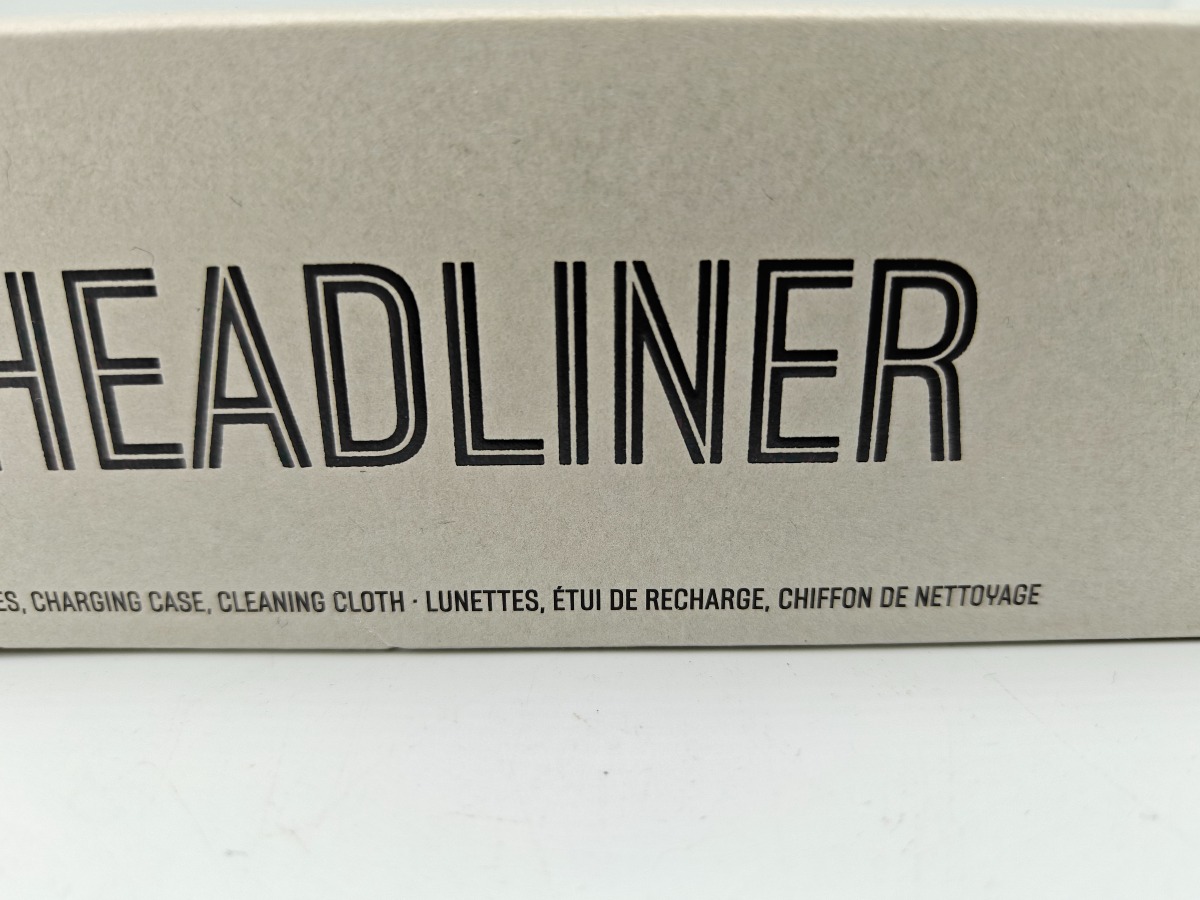 HEADLINER
ES, CHARGING CASE, CLEANING CLOTH · LUNETTES, ÉTUI DE RECHARGE, CHIFFON DE NETTOYAGE